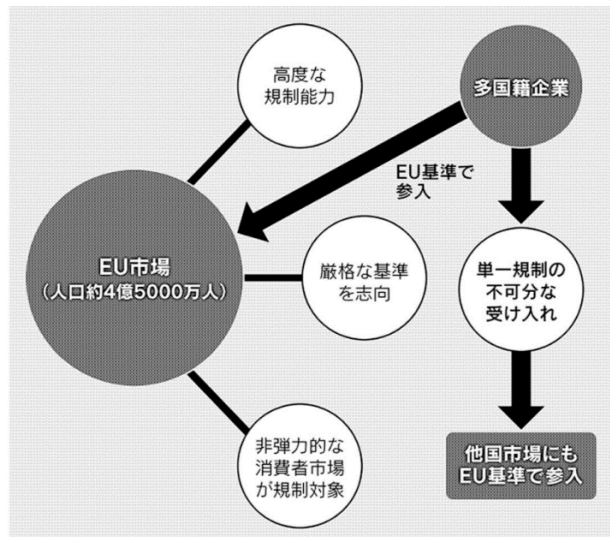 高度な
規制能力
多国籍企業
EU基準で
参入
EU市場
（人口約4億5000万人）
厳格な基準
を志向
単一規制の
不可分な
受け入れ
非弾力的な
消費者市場
が規制対象
他国市場にも
EU基準で参入